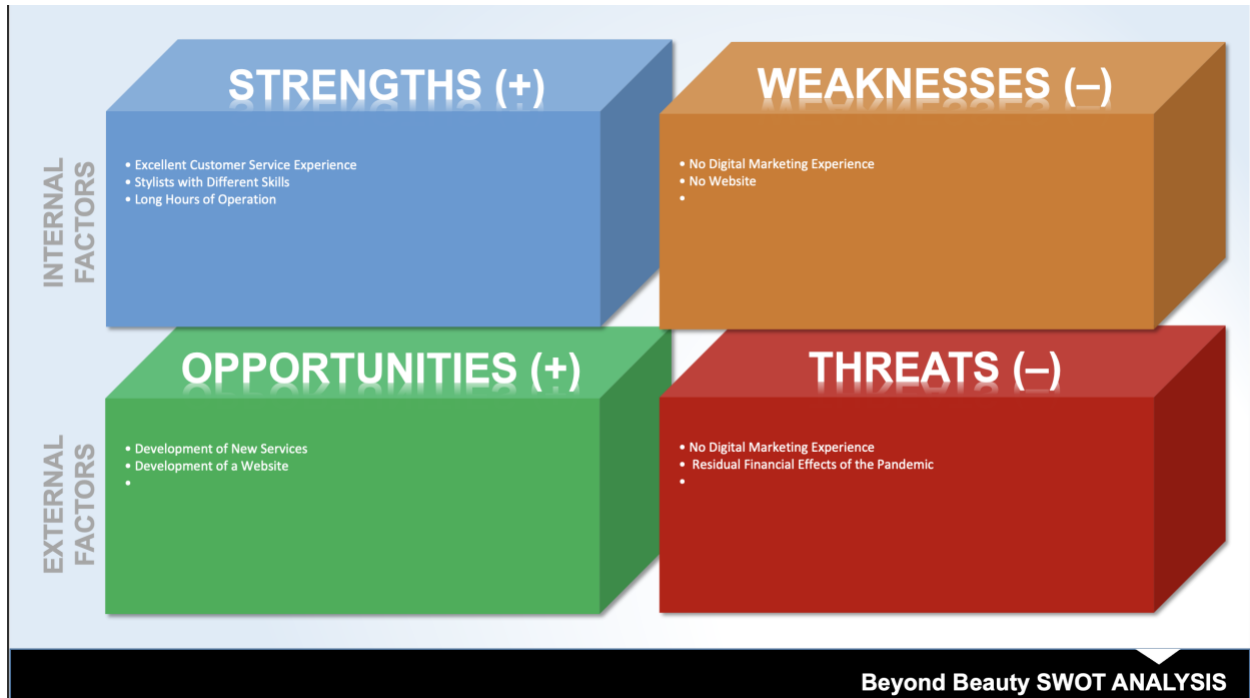 INTERNAL
FACTORS
STRENGTHS (+)
• Excellent Customer Service Experience
• Stylists with Different Skills
• Long Hours of Operation
WEAKNESSES (–)
• No Digital Marketing Experience
• No Website
•
EXTERNAL
FACTORS
OPPORTUNITIES (+)
• Development of New Services
• Development of a Website
•
THREATS (–)
• No Digital Marketing Experience
• Residual Financial Effects of the Pandemic
•
Beyond Beauty SWOT ANALYSIS